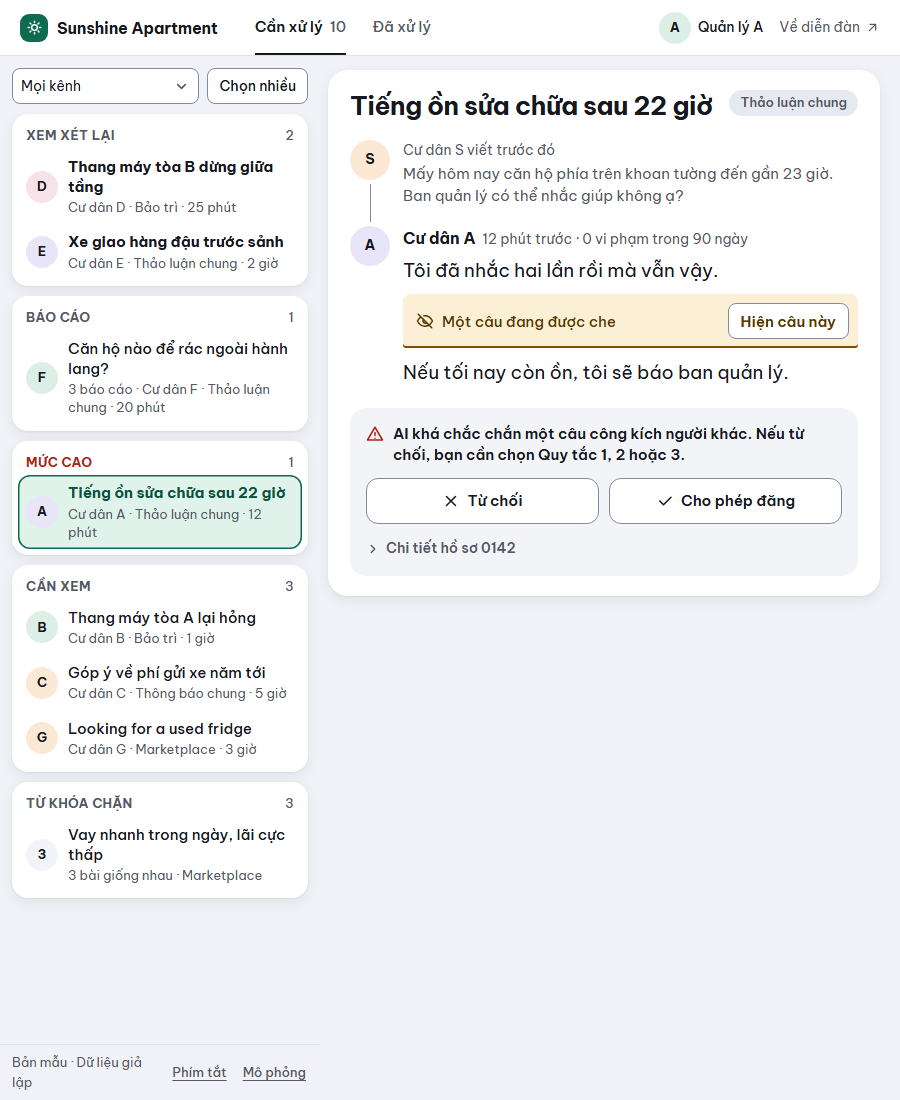 Sunshine Apartment
Cần xử lý 10
Đã xử lý
A
Quản lý A
Về diễn đàn
Mọi kênh
Chọn nhiều
XEM XÉT LẠI 2
D
Thang máy tòa B dừng giữa
tầng
Cư dân D · Bảo trì · 25 phút
E
Xe giao hàng đậu trước sảnh
Cư dân E · Thảo luận chung · 2 giờ
BÁO CÁO 1
F
Căn hộ nào để rác ngoài hành
lang?
3 báo cáo · Cư dân F · Thảo luận
chung · 20 phút
MỨC CAO 1
A
Tiếng ồn sửa chữa sau 22 giờ
Cư dân A · Thảo luận chung · 12
phút
CẦN XEM 3
B
Thang máy tòa A lại hỏng
Cư dân B · Bảo trì · 1 giờ
C
Góp ý về phí gửi xe năm tới
Cư dân C · Thông báo chung · 5 giờ
G
Looking for a used fridge
Cư dân G · Marketplace · 3 giờ
TỪ KHÓA CHẶN 3
3
Vay nhanh trong ngày, lãi cực
thấp
3 bài giống nhau · Marketplace
Bản mẫu · Dữ liệu giả
lập
Phím tắt
Mô phỏng
Tiếng ồn sửa chữa sau 22 giờ
Thảo luận chung
S
Cư dân S viết trước đó
Mấy hôm nay căn hộ phía trên khoan tường đến gần 23 giờ.
Ban quản lý có thể nhắc giúp không ạ?
A
Cư dân A 12 phút trước · 0 vi phạm trong 90 ngày
Tôi đã nhắc hai lần rồi mà vẫn vậy.
Một câu đang được che
Hiện câu này
Nếu tối nay còn ồn, tôi sẽ báo ban quản lý.
AI khá chắc chắn một câu công kích người khác. Nếu từ
chối, bạn cần chọn Quy tắc 1, 2 hoặc 3.
Từ chối
Cho phép đăng
Chi tiết hồ sơ 0142